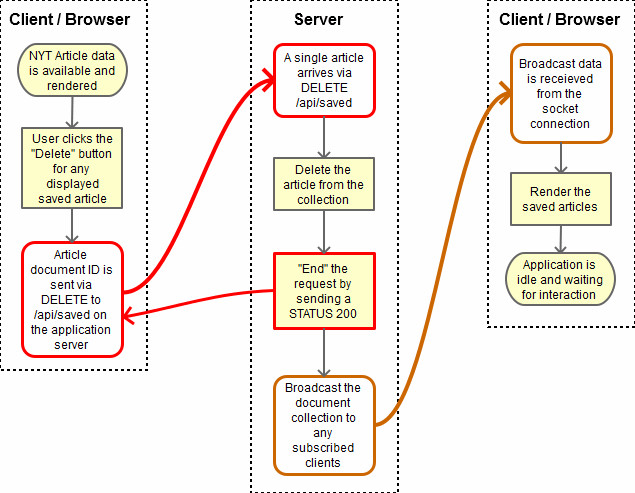 Client / Browser
NYT Article data
is available and
rendered
User clicks the
"Delete" button
for any
displayed
saved article
Article
document ID is
sent via
DELETE to
/api/saved on
the application
server
Server
A single article
arrives via
DELETE
/api/saved
Delete the
article from the
collection
"End" the
request by
sending a
STATUS 200
Broadcast the
document
collection to
any
subscribed
clients
Client / Browser
Broadcast data
is receieved
from the
socket
connection
Render the
saved articles
Application is
idle and waiting
for interaction